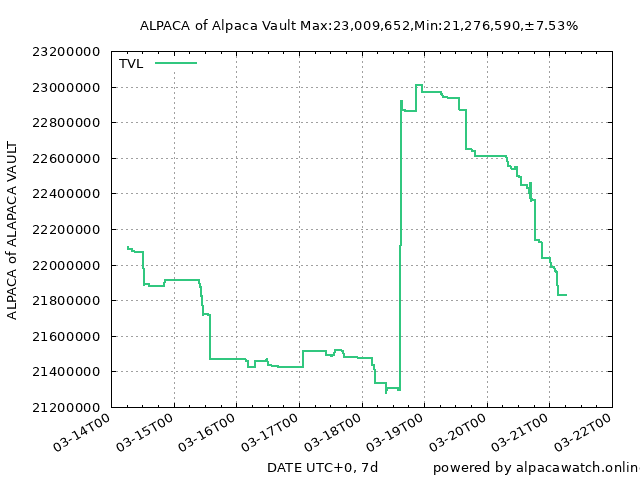 ALPACA of Alpaca Vault Max:23,009,652,Min:21,276,590,±7.53%
TVL
23200000
23000000
22800000
22600000
22400000
22200000
22000000
21800000
21600000
21400000
21200000
ALPACA of ALAPACA VAULT
03-14T00
03-15T00
03-16T00
03-17T00
03-18T00
03-19T00
03-20T00
03-21T00
03-22T00
DATE UTC+0, 7d
powered by alpacawatch.onlin